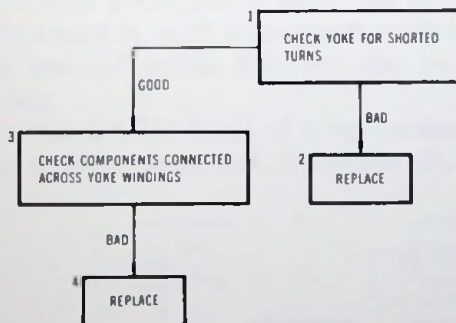 1
CHECK YOKE FOR SHORTED
TURNS
GOOD
BAD
3
CHECK COMPONENTS CONNECTED
ACROSS YOKE WINDINGS
2
REPLACE
BAD
4
REPLACE